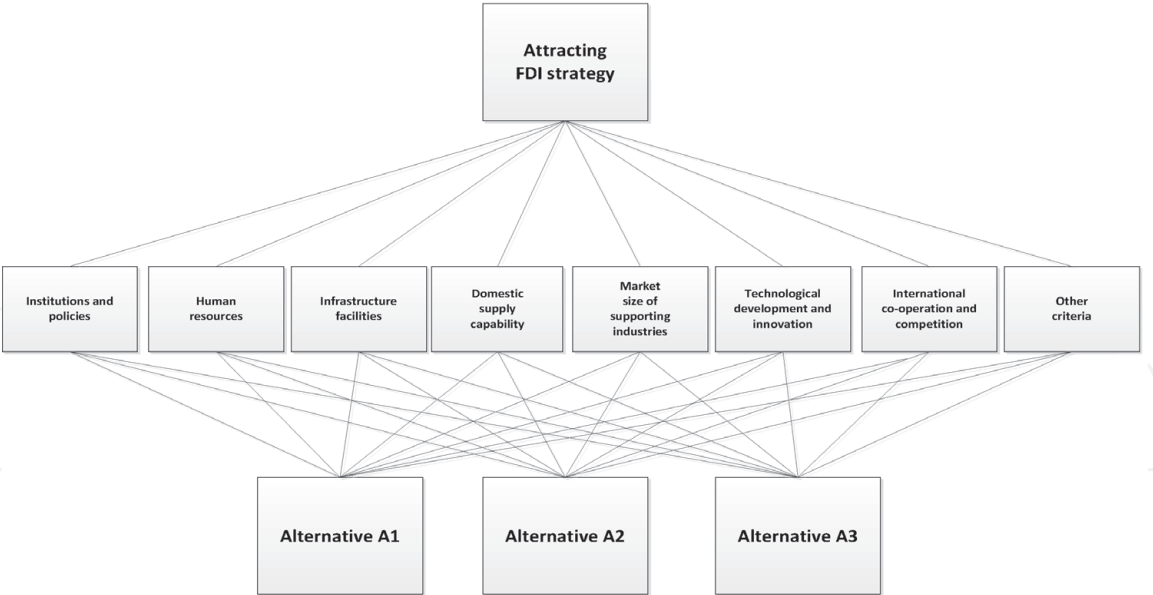 Attracting
FDI strategy
Institutions and
policies
Human
resources
Infrastructure
facilities
Domestic
supply
capability
Market
size of
supporting
industries
Technological
development and
innovation
International
co-operation and
competition
Other
criteria
Alternative A1
Alternative A2
Alternative A3